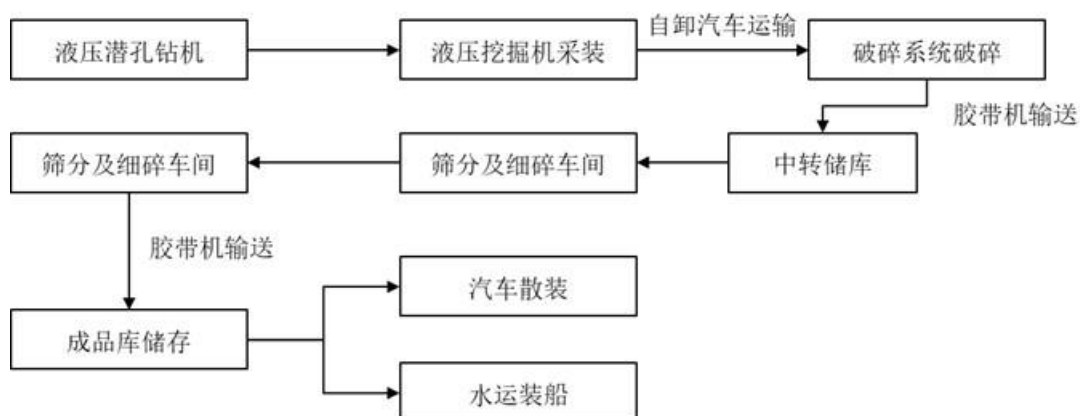 液压潜孔钻机
液压挖掘机采装
自卸汽车运输
破碎系统破碎
胶带机输送
筛分及细碎车间
筛分及细碎车间
中转储库
胶带机输送
汽车散装
成品库储存
水运装船